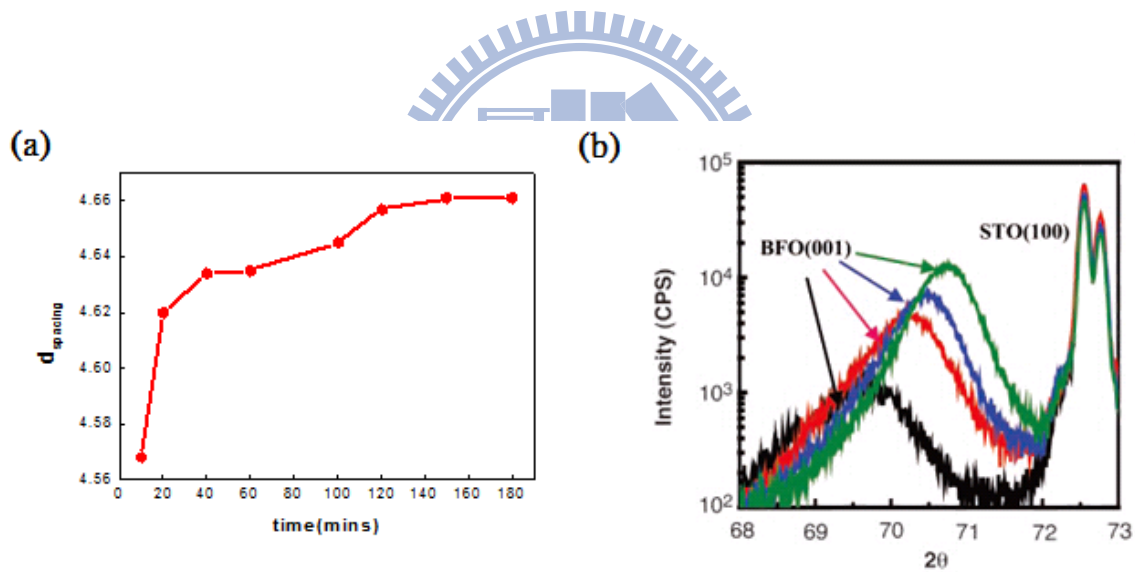 (a)
d spacing
4.66
4.64
4.62
4.60
4.58
4.56
0 20 40 60 80 100 120 140 160 180
time(mins)
(b)
Intensity (CPS)
10^5
10^4
10^3
10^2
BFO(001)
STO(100)
68 69 70 71 72 73
2θ